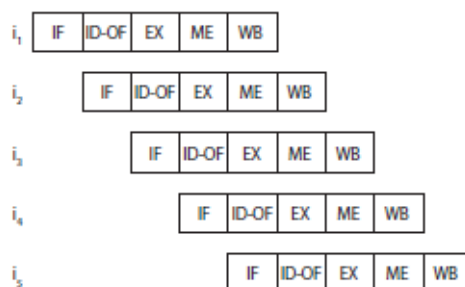 i₁ IF ID-OF EX ME WB
i₂ IF ID-OF EX ME WB
i₃ IF ID-OF EX ME WB
i₄ IF ID-OF EX ME WB
i₅ IF ID-OF EX ME WB